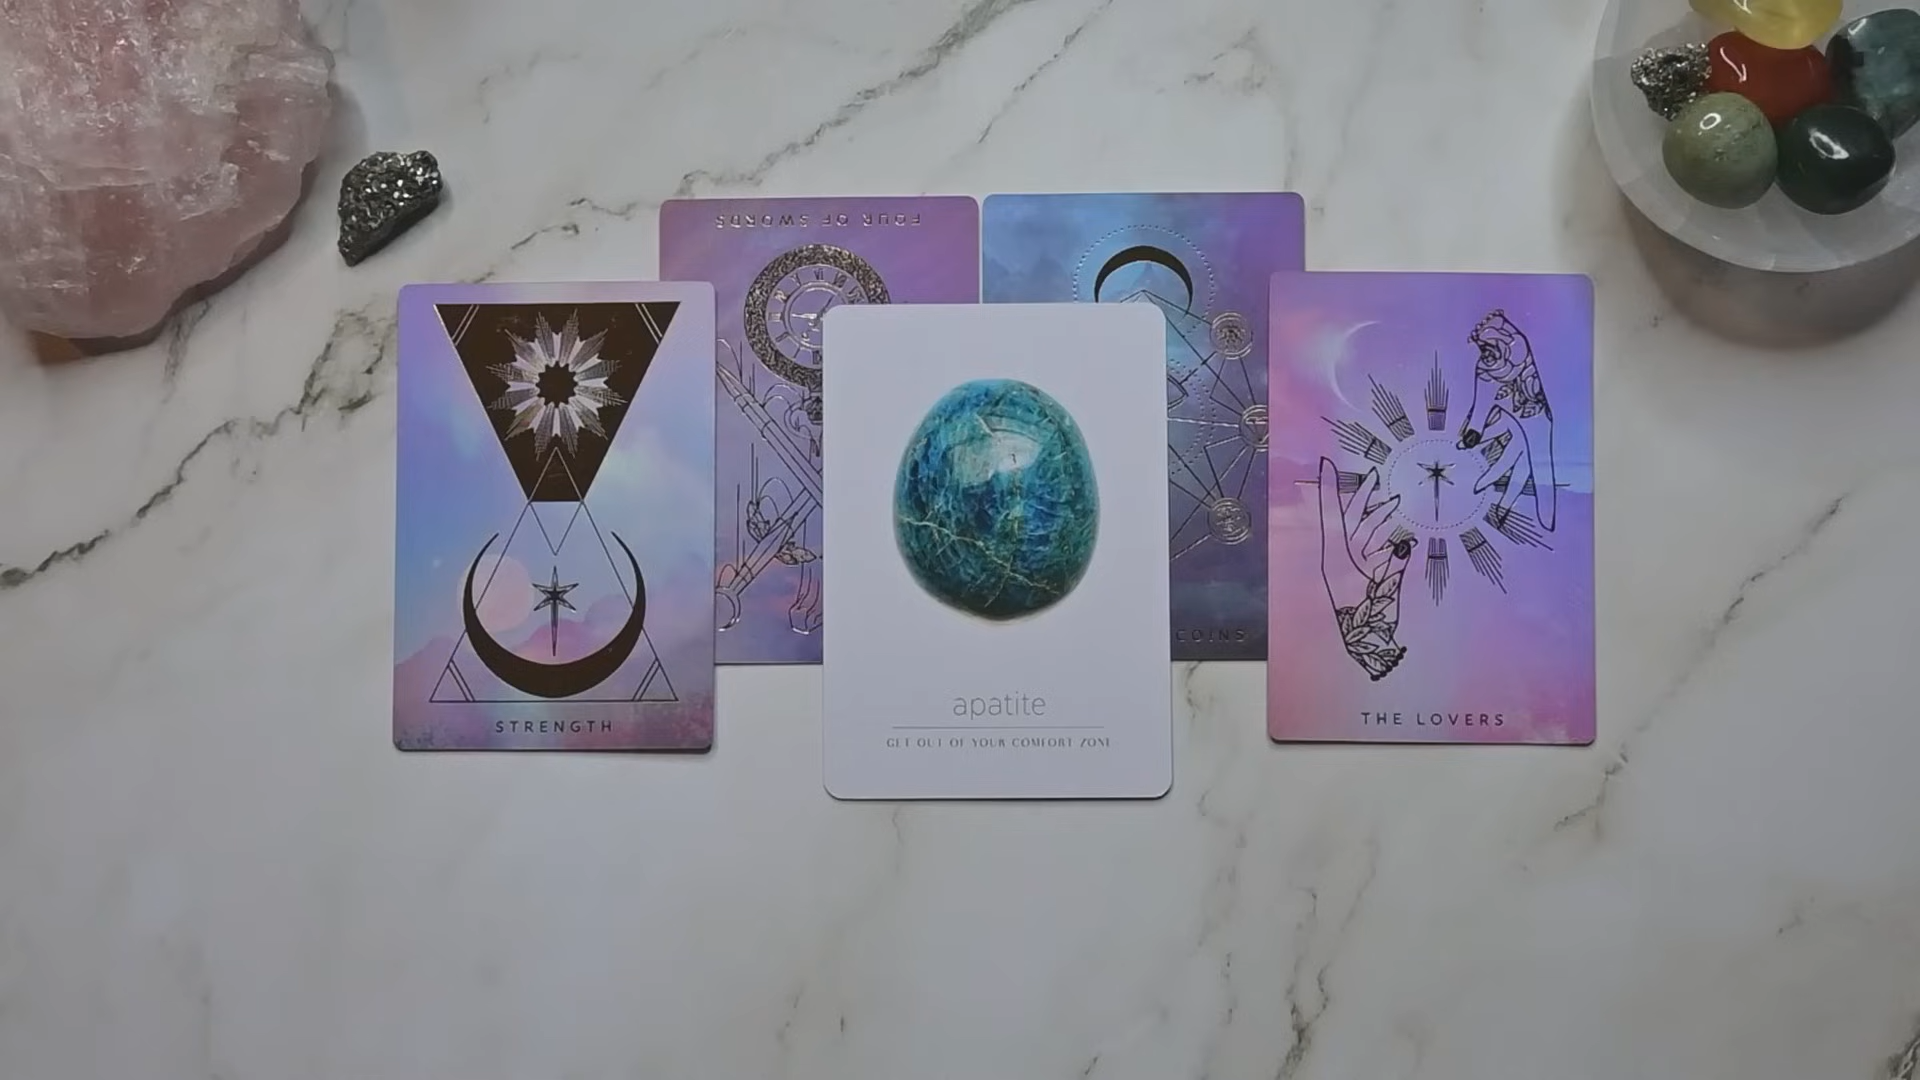 FOUR OF SWORDS
COINS
STRENGTH
apatite
GET OUT OF YOUR COMFORT ZONE
THE LOVERS